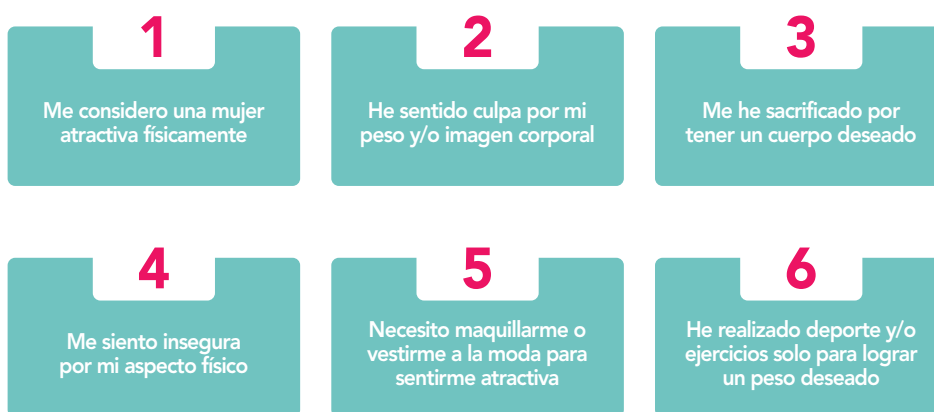 1
Me considero una mujer
atractiva físicamente
2
He sentido culpa por mi
peso y/o imagen corporal
3
Me he sacrificado por
tener un cuerpo deseado
4
Me siento insegura
por mi aspecto físico
5
Necesito maquillarme o
vestirme a la moda para
sentirme atractiva
6
He realizado deporte y/o
ejercicios solo para lograr
un peso deseado